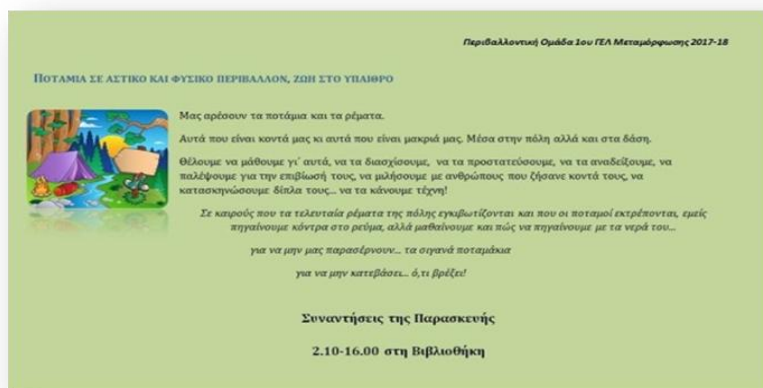 Περιβαλλοντική Ομάδα 1ου ΓΕΛ Μεταμόρφωσης 2017-18
ΠΟΤΑΜΙΑ ΣΕ ΑΣΤΙΚΟ ΚΑΙ ΦΥΣΙΚΟ ΠΕΡΙΒΑΛΛΟΝ, ΖΩΗ ΣΤΟ ΥΠΑΙΘΡΟ
Μας αρέσουν τα ποτάμια και τα ρέματα.
Αυτά που είναι κοντά μας κι αυτά που είναι μακριά μας. Μέσα στην πόλη αλλά και στα δάση.
Θέλουμε να μάθουμε γι΄ αυτά, να τα διασχίσουμε, να τα προστατεύσουμε, να τα αναδείξουμε, να
παλέψουμε για την επιβίωσή τους, να μιλήσουμε με ανθρώπους που ζήσανε κοντά τους, να
κατασκηνώσουμε δίπλα τους... να τα κάνουμε τέχνη!
Σε καιρούς που τα τελευταία ρέματα της πόλης εγκιβωτίζονται και που οι ποταμοί εκτρέπονται, εμείς
πηγαίνουμε κόντρα στο ρεύμα, αλλά μαθαίνουμε και πώς να πηγαίνουμε με τα νερά του...
για να μην μας παρασέρνουν... τα σιγανά ποταμάκια
για να μην κατεβάσει... ό,τι βρέξει!
Συναντήσεις της Παρασκευής
2.10-16.00 στη Βιβλιοθήκη